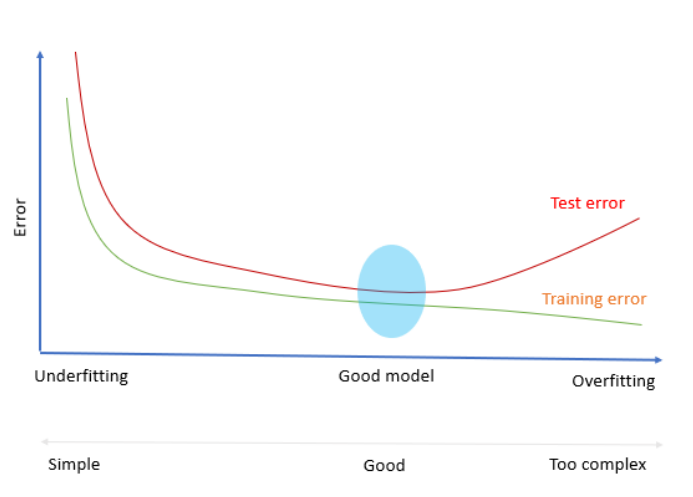 Error
Test error
Training error
Underfitting
Good model
Overfitting
Simple
Good
Too complex